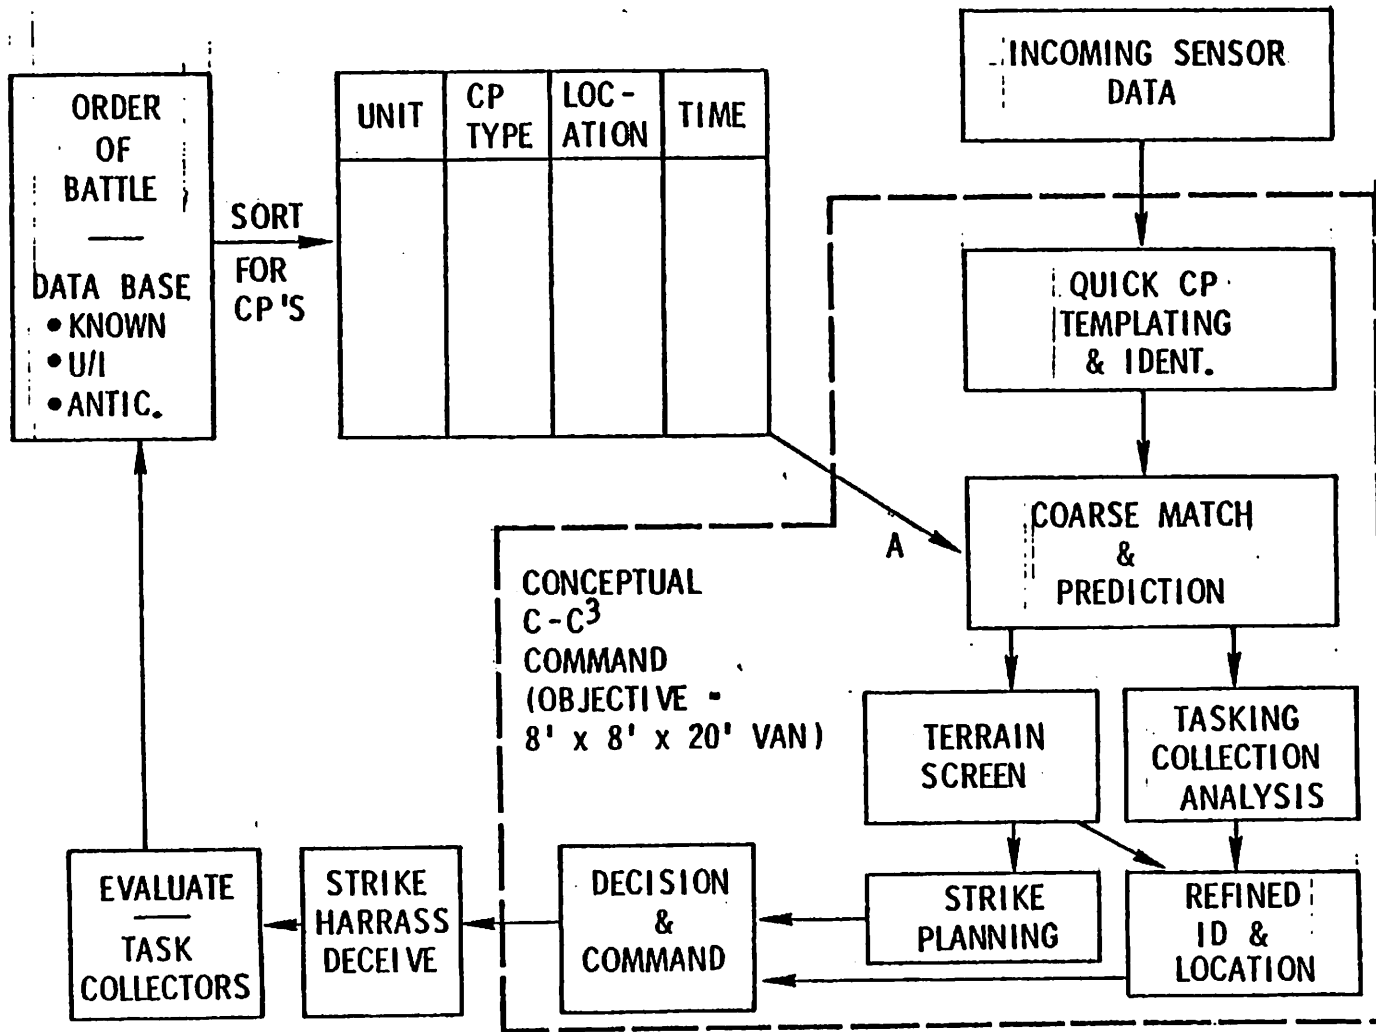 ORDER
OF
BATTLE
DATA BASE
• KNOWN
• U/I
• ANTIC.
SORT
FOR
CP'S
UNIT
CP
TYPE
LOC-
ATION
TIME
INCOMING SENSOR
DATA
QUICK CP
TEMPLATING
& IDENT.
COARSE MATCH
&
PREDICTION
A
CONCEPTUAL
C-C³
COMMAND
(OBJECTIVE -
8' x 8' x 20' VAN)
TERRAIN
SCREEN
TASKING
COLLECTION
ANALYSIS
EVALUATE
TASK
COLLECTORS
STRIKE
HARRASS
DECEIVE
DECISION
&
COMMAND
STRIKE
PLANNING
REFINED
ID &
LOCATION